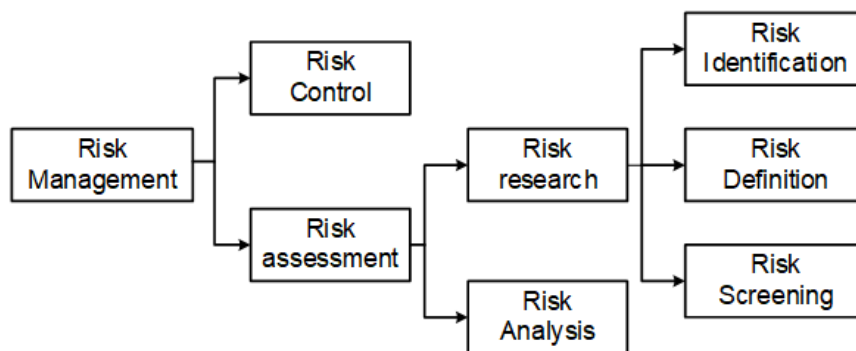 Risk
Management
Risk
Control
Risk
assessment
Risk
research
Risk
Analysis
Risk
Identification
Risk
Definition
Risk
Screening